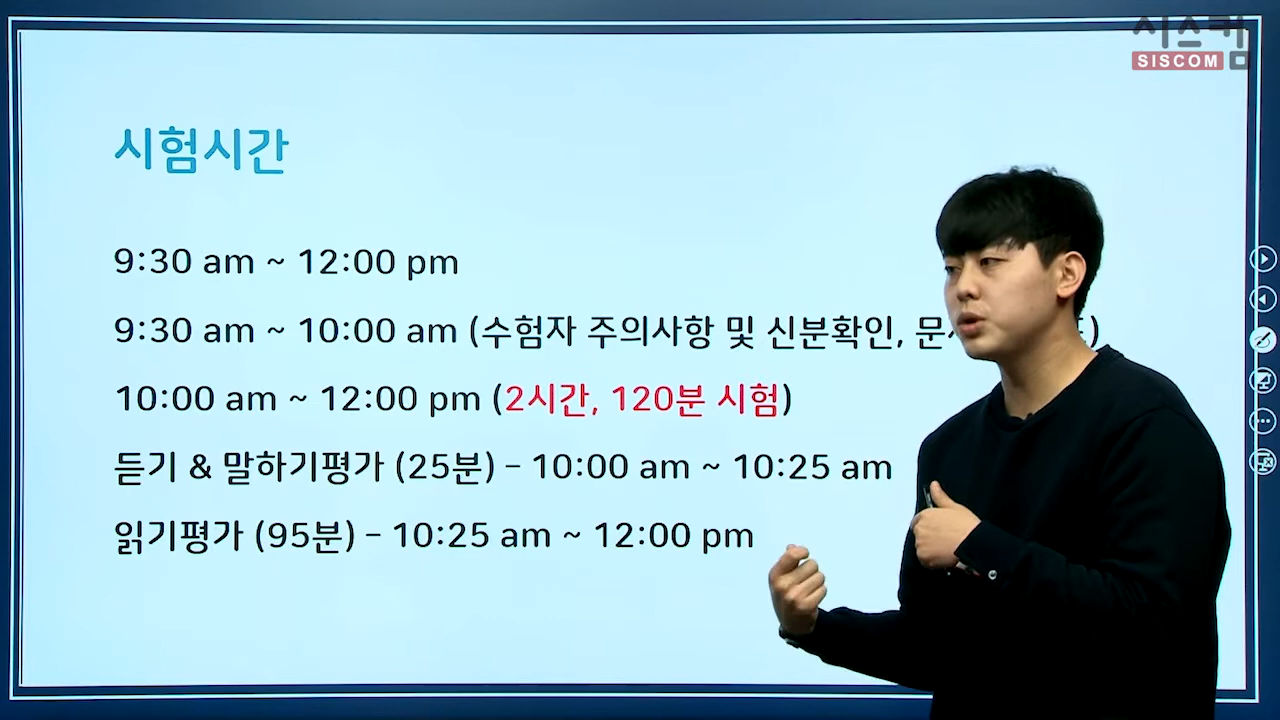 시스컴
SISCOM
시험시간
9:30 am ~ 12:00 pm
9:30 am ~ 10:00 am (수험자 주의사항 및 신분확인, )
10:00 am ~ 12:00 pm (2시간, 120분 시험)
듣기 & 말하기평가 (25분) – 10:00 am ~ 10:25 am
읽기평가 (95분) – 10:25 am ~ 12:00 pm